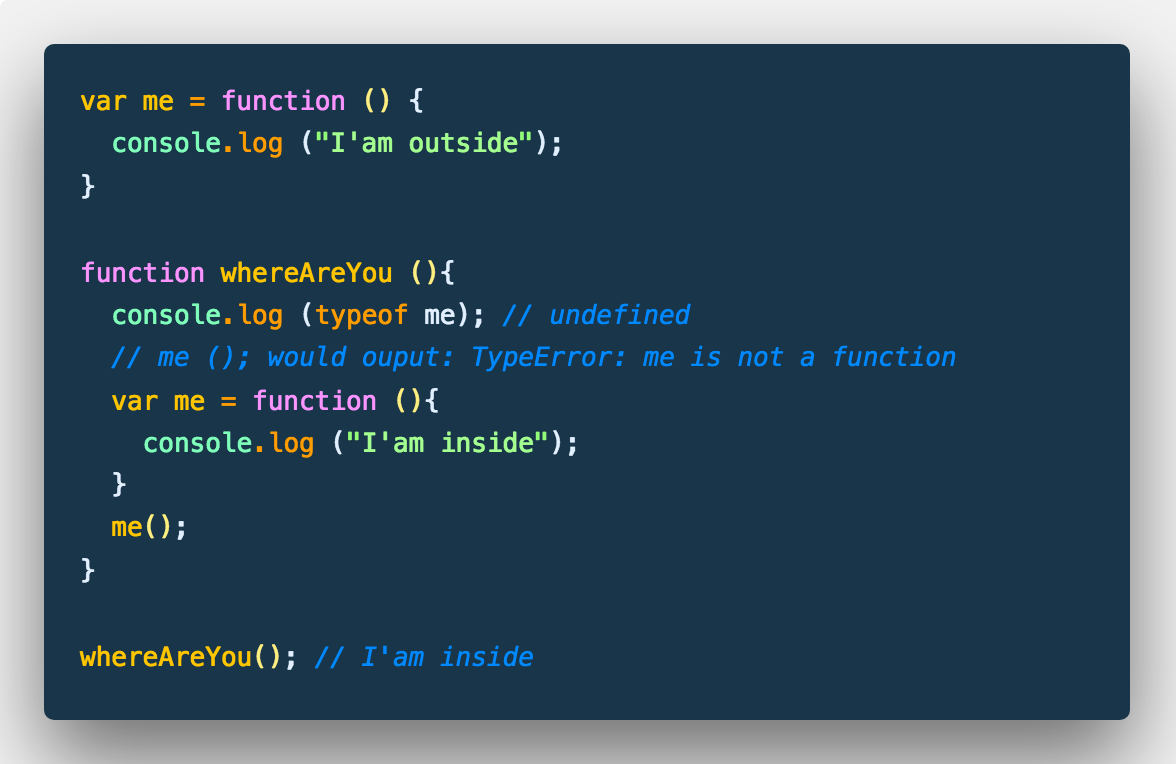 var me = function () {
  console.log ("I'am outside");
}

function whereAreYou (){
  console.log (typeof me); // undefined
  // me (); would ouput: TypeError: me is not a function
  var me = function (){
    console.log ("I'am inside");
  }
  me();
}

whereAreYou(); // I'am inside